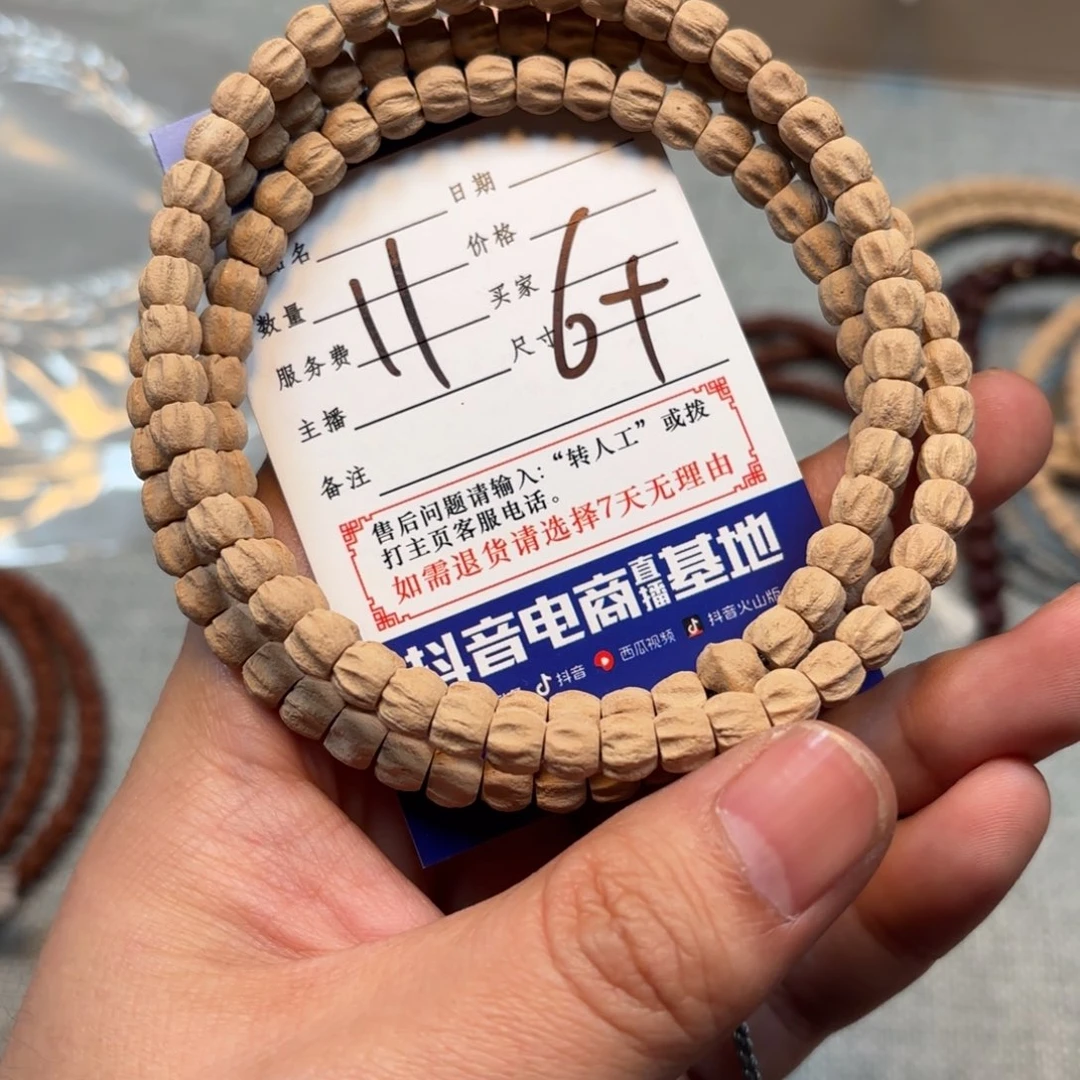 日期
名 价格
数量 买家
服务费 尺寸
主播
备注
11 6+
售后问题请输入:“转人工”或拨
打主页客服电话。
如需退货请选择7天无理由
抖音电商直播基地
抖音 西瓜视频 抖音火山版